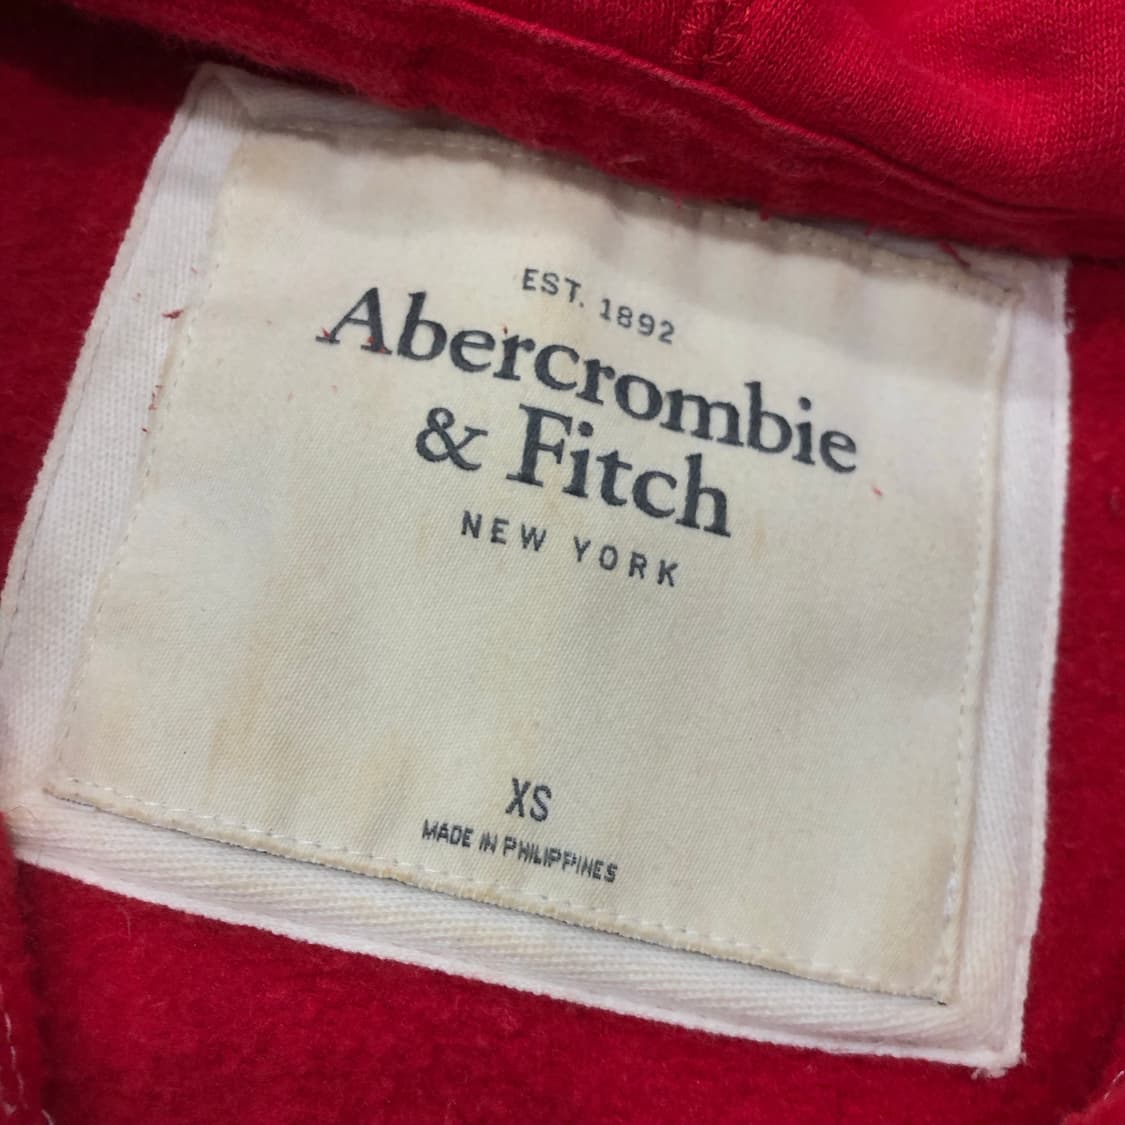 EST. 1892
Abercrombie
& Fitch
NEW YORK
XS
MADE IN PHILIPPINES